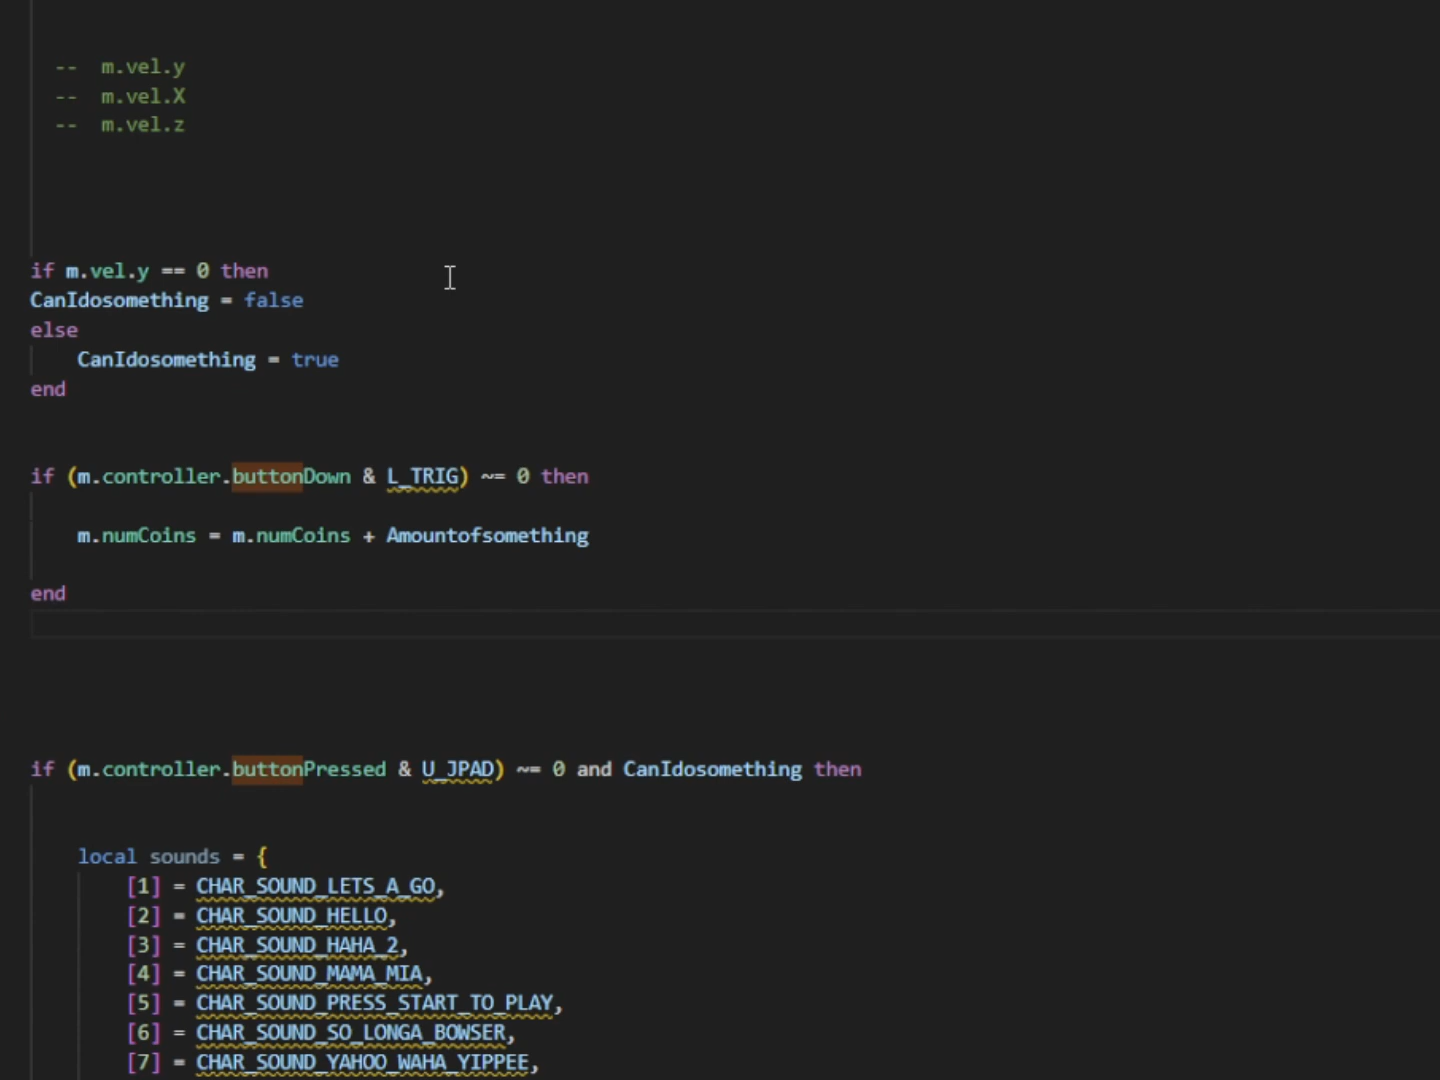 -- m.vel.y
-- m.vel.X
-- m.vel.z
if m.vel.y == 0 then
CanIdosomething = false
else
CanIdosomething = true
end
if (m.controller.buttonDown & L_TRIG) ~= 0 then
m.numCoins = m.numCoins + Amountofsomething
end
if (m.controller.buttonPressed & U_JPAD) ~= 0 and CanIdosomething then
local sounds = {
[1] = CHAR_SOUND_LETS_A_GO,
[2] = CHAR_SOUND_HELLO,
[3] = CHAR_SOUND_HAHA_2,
[4] = CHAR_SOUND_MAMA_MIA,
[5] = CHAR_SOUND_PRESS_START_TO_PLAY,
[6] = CHAR_SOUND_SO_LONGA_BOWSER,
[7] = CHAR_SOUND_YAHOO_WAHA_YIPPEE,